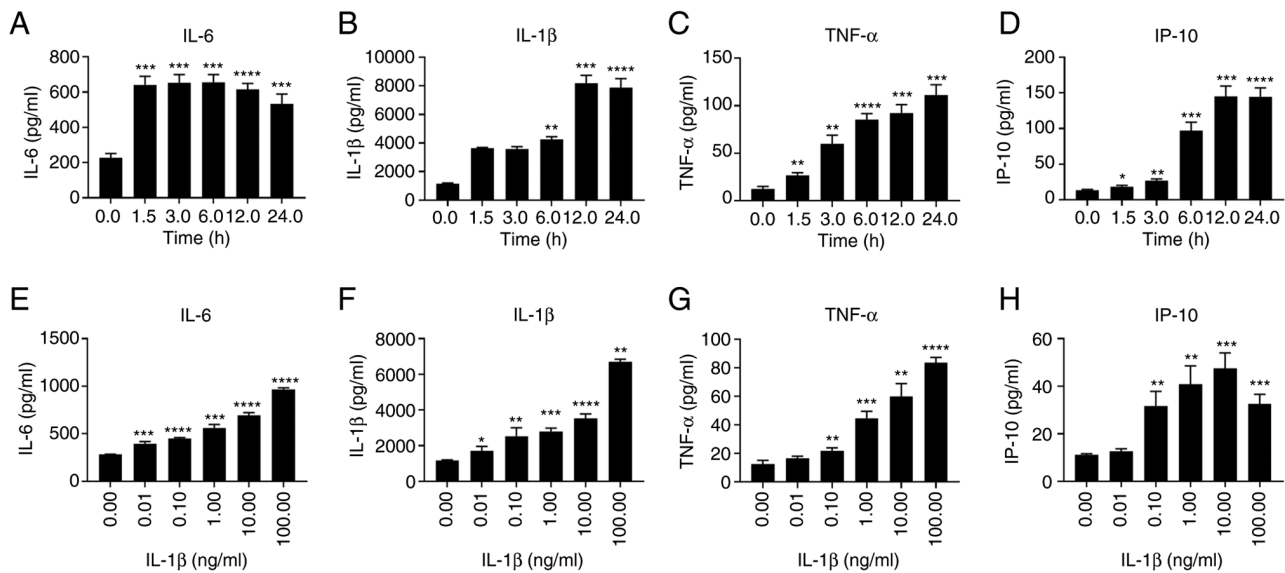 A
IL-6
IL-6 (pg/ml)
800
600
400
200
0
*** *** *** **** ***
0.0 1.5 3.0 6.0 12.0 24.0
Time (h)
B
IL-1β
IL-1β (pg/ml)
10000
8000
6000
4000
2000
0
** *** ****
0.0 1.5 3.0 6.0 12.0 24.0
Time (h)
C
TNF-α
TNF-α (pg/ml)
150
100
50
0
** ** **** *** ***
0.0 1.5 3.0 6.0 12.0 24.0
Time (h)
D
IP-10
IP-10 (pg/ml)
200
150
100
50
0
* ** *** *** ****
0.0 1.5 3.0 6.0 12.0 24.0
Time (h)
E
IL-6
IL-6 (pg/ml)
1500
1000
500
0
*** **** *** **** ****
0.00 0.01 0.10 1.00 10.00 100.00
IL-1β (ng/ml)
F
IL-1β
IL-1β (pg/ml)
8000
6000
4000
2000
0
* ** *** **** **
0.00 0.01 0.10 1.00 10.00 100.00
IL-1β (ng/ml)
G
TNF-α
TNF-α (pg/ml)
100
80
60
40
20
0
** *** ** ****
0.00 0.01 0.10 1.00 10.00 100.00
IL-1β (ng/ml)
H
IP-10
IP-10 (pg/ml)
60
40
20
0
** ** *** ***
0.00 0.01 0.10 1.00 10.00 100.00
IL-1β (ng/ml)